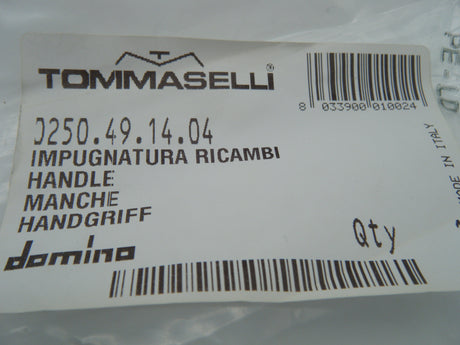 TOMMASELLI
8 033900 010024
0250.49.14.04
IMPUGNATURA RICAMBI
HANDLE
MANCHE
HANDGRIFF
domino
Qty
MADE IN ITALY